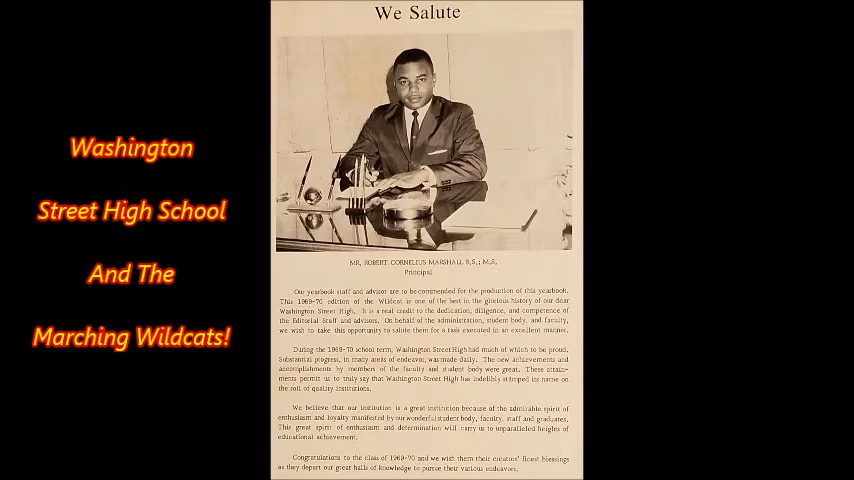 We Salute
Washington
Street High School
And The
Marching Wildcats!
MR. ROBERT CORNELIUS MARSHALL B.S.; M.S.
Principal
Our yearbook staff and advisor are to be commended for the production of this yearbook.
This 1969-70 edition of the Wildcat is one of the best in the glorious history of our dear
Washington Street High. It is a real credit to the dedication, diligence, and competence of
the Editorial Staff and advisors. On behalf of the administration, student body, and faculty,
we wish to take this opportunity to salute them for a task executed in an excellent manner.
During the 1969-70 school term, Washington Street High had much of which to be proud.
Substantial progress, in many areas of endeavor, was made daily. The new achievements and
accomplishments by members of the faculty and student body were great. These attain-
ments permit us to truly say that Washington Street High has indelibly stamped its name on
the roll of quality institutions.
We believe that our institution is a great institution because of the admirable spirit of
enthusiasm and loyalty manifested by our wonderful student body, faculty, staff and graduates.
This great spirit of enthusiasm and determination will carry us to unparalleled heights of
educational achievement.
Congratulations to the class of 1969-70 and we wish them their creators' finest blessings
as they depart our great halls of knowledge to pursue their various endeavors.